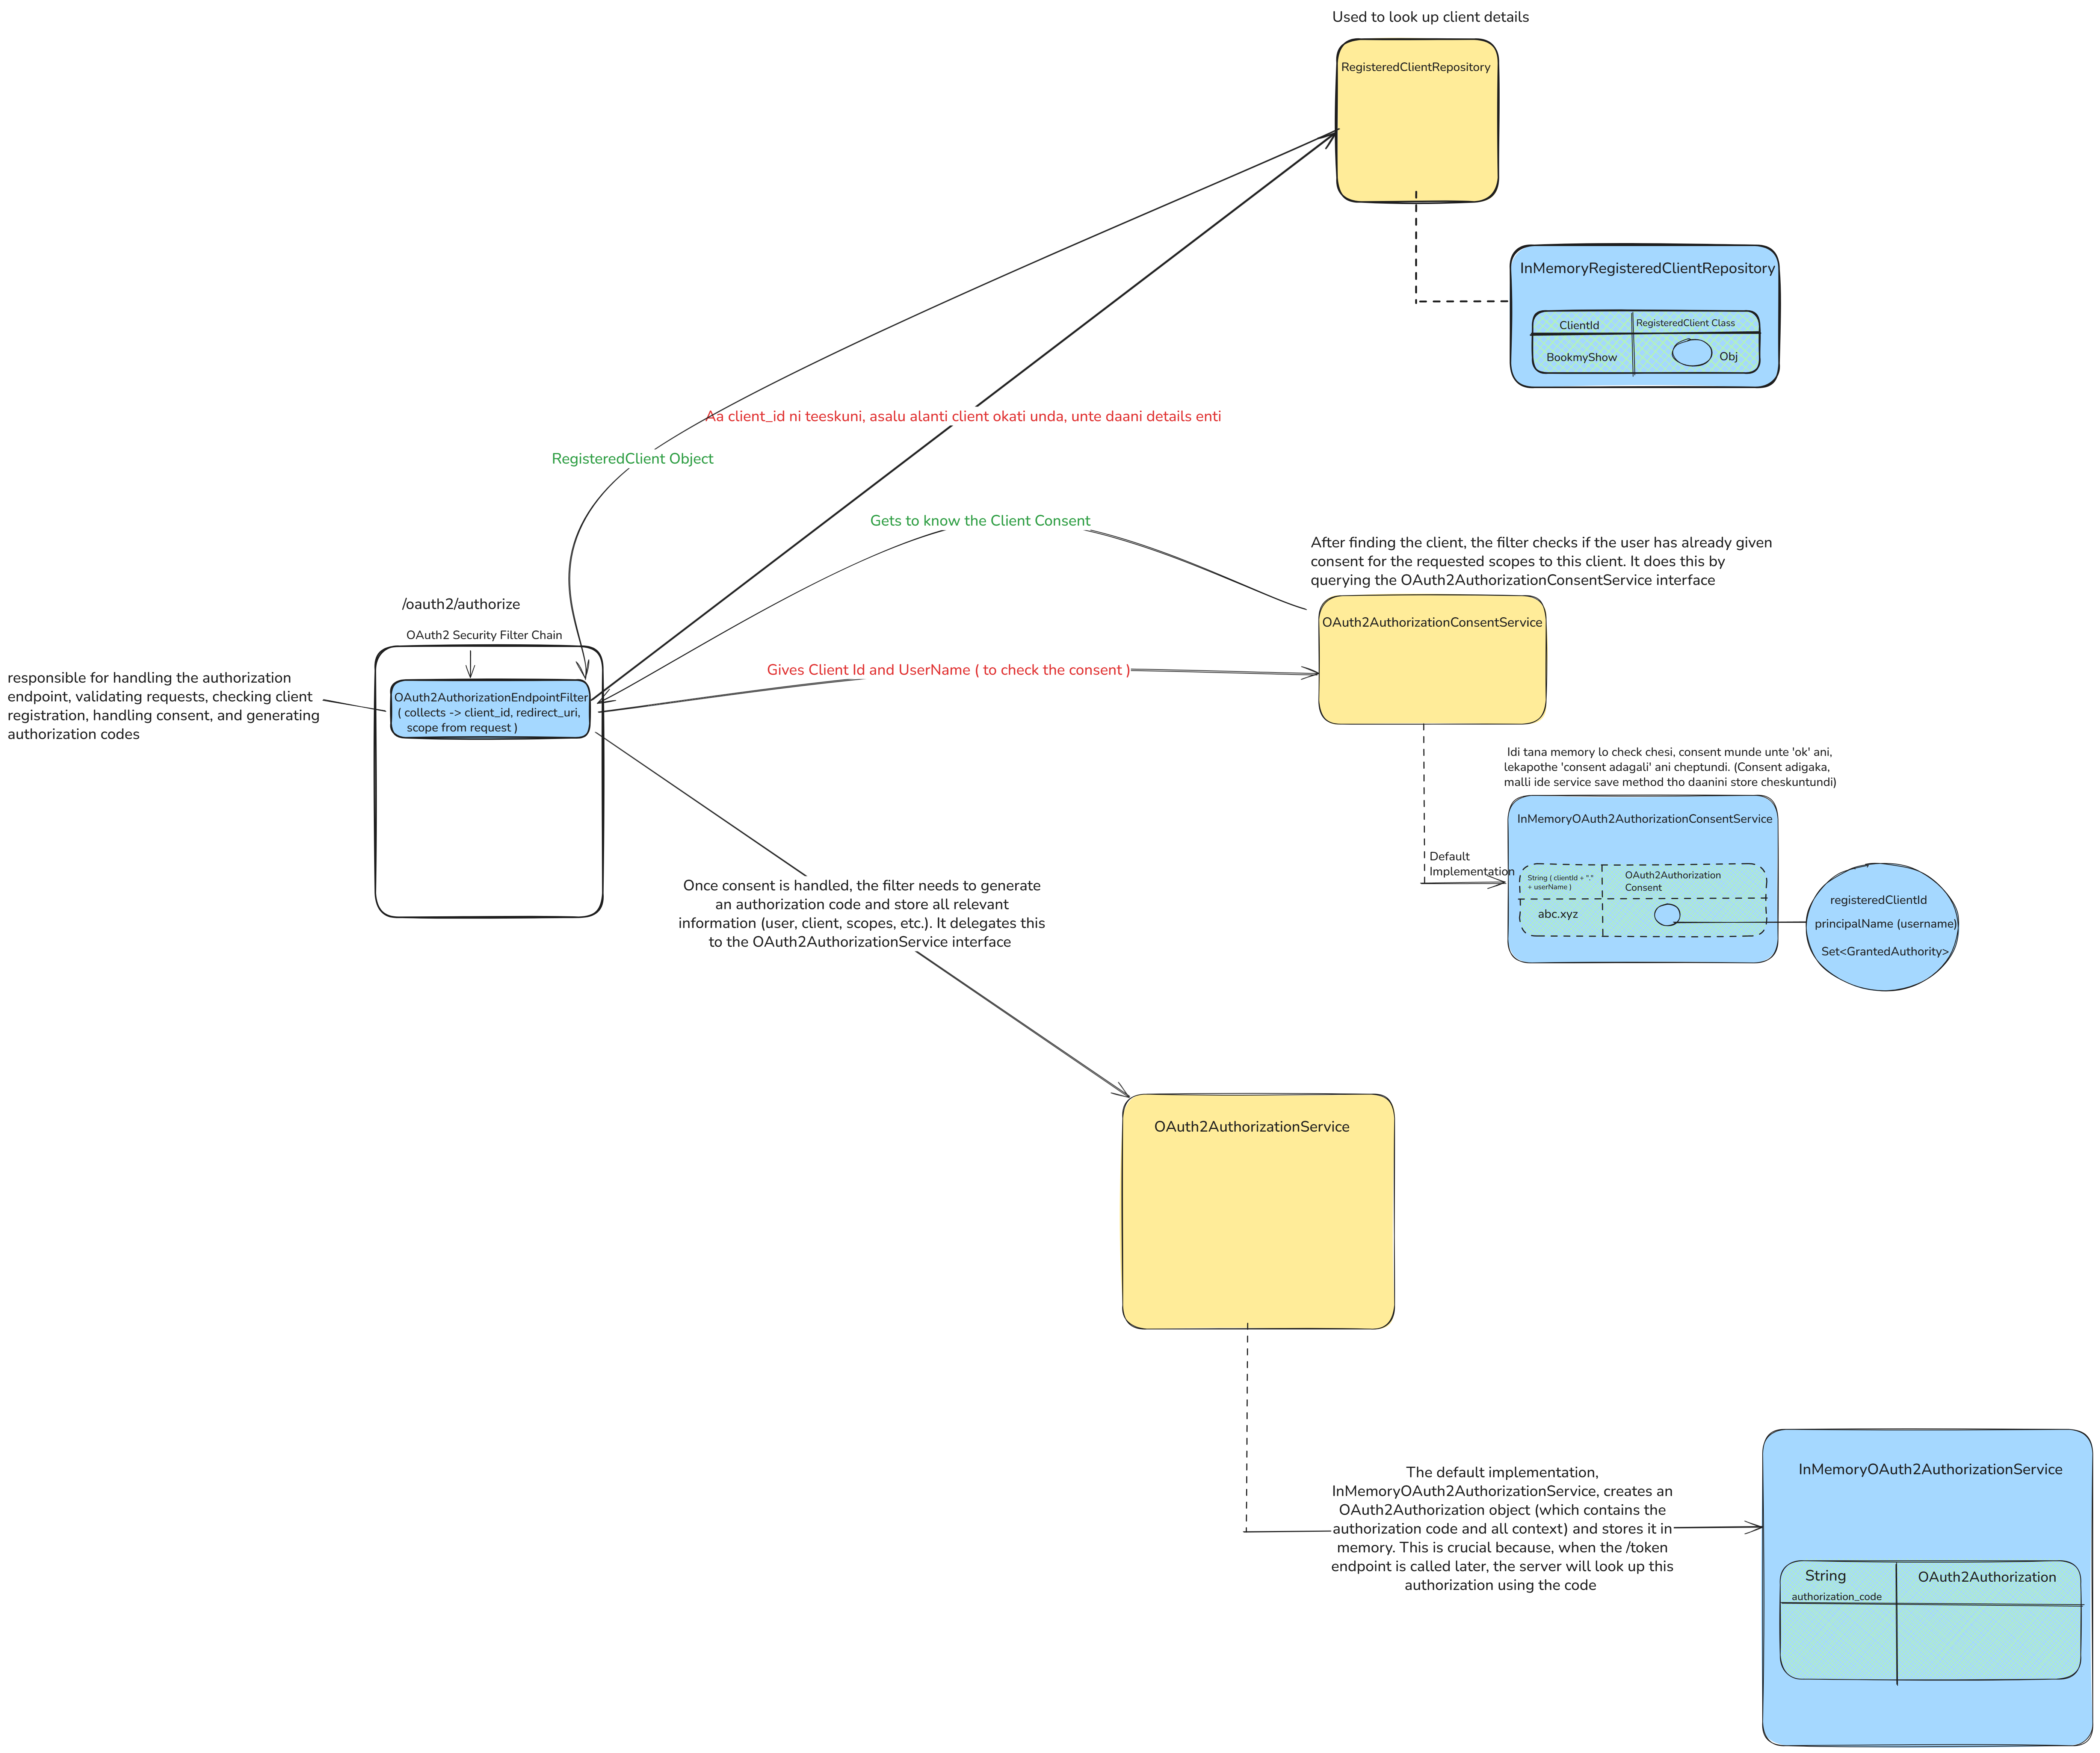 Used to look up client details
RegisteredClientRepository
InMemoryRegisteredClientRepository
ClientId
RegisteredClient Class
BookmyShow
Obj
Aa client_id ni teeskuni, asalu alanti client okati unda, unte daani details enti
RegisteredClient Object
Gets to know the Client Consent
After finding the client, the filter checks if the user has already given
consent for the requested scopes to this client. It does this by
querying the OAuth2AuthorizationConsentService interface
/oauth2/authorize
OAuth2AuthorizationConsentService
OAuth2 Security Filter Chain
Gives Client Id and UserName ( to check the consent )
responsible for handling the authorization
endpoint, validating requests, checking client
registration, handling consent, and generating
authorization codes
OAuth2AuthorizationEndpointFilter
( collects -> client_id, redirect_uri,
scope from request )
Idi tana memory lo check chesi, consent munde unte 'ok' ani,
lekapothe 'consent adagali' ani cheptundi. (Consent adigaka,
malli ide service save method tho daanini store cheskuntundi)
InMemoryOAuth2AuthorizationConsentService
Default
Implementation
String ( clientId + "."
+ userName )
OAuth2Authorization
Consent
abc.xyz
registeredClientId
principalName (username)
Set<GrantedAuthority>
Once consent is handled, the filter needs to generate
an authorization code and store all relevant
information (user, client, scopes, etc.). It delegates this
to the OAuth2AuthorizationService interface
OAuth2AuthorizationService
The default implementation,
InMemoryOAuth2AuthorizationService, creates an
OAuth2Authorization object (which contains the
authorization code and all context) and stores it in
memory. This is crucial because, when the /token
endpoint is called later, the server will look up this
authorization using the code
InMemoryOAuth2AuthorizationService
String
authorization_code
OAuth2Authorization